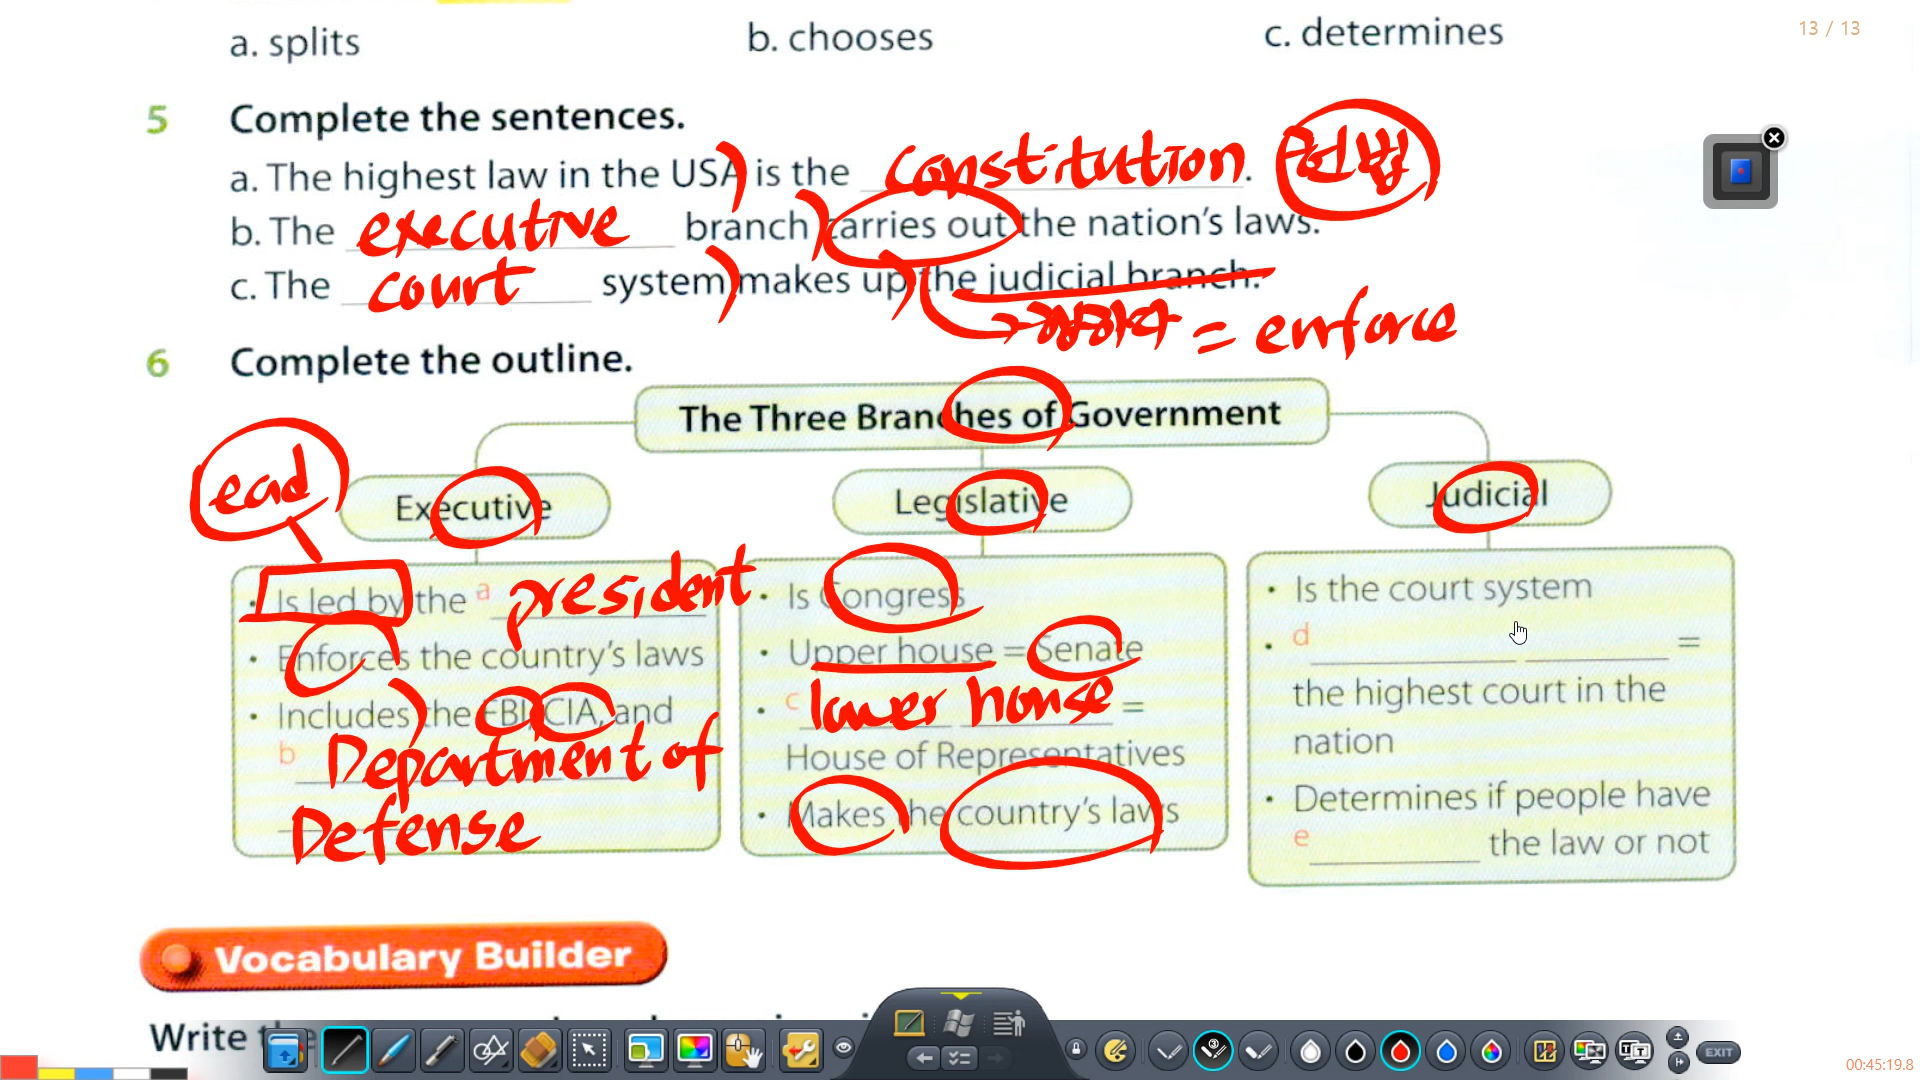 13 / 13
a. splits b. chooses c. determines
5 Complete the sentences.
a. The highest law in the USA is the constitution. 헌법
b. The executive branch carries out the nation's laws.
c. The court system makes up the judicial branch.
= enforce
6 Complete the outline.
The Three Branches of Government
Executive Legislative Judicial
• Is led by the a president
• Enforces the country's laws
• Includes the FBI, CIA, and
b Department of
Defense
• Is Congress
• Upper house = Senate
• c lower house =
House of Representatives
• Makes the country's laws
• Is the court system
• d =
the highest court in the
nation
• Determines if people have
e the law or not
Vocabulary Builder
Write
EXIT
00:45:19.8